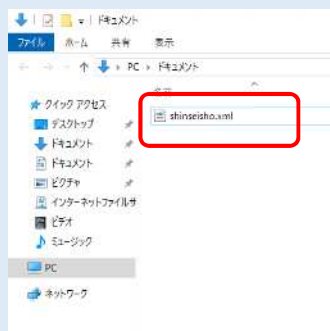 ドキュメント
ファイル ホーム 共有 表示
PC › ドキュメント
クイック アクセス
shinseisho.xml
デスクトップ
ドキュメント
ドキュメント
ピクチャ
インターネットファイルサ
ビデオ
ミュージック
PC
ネットワーク